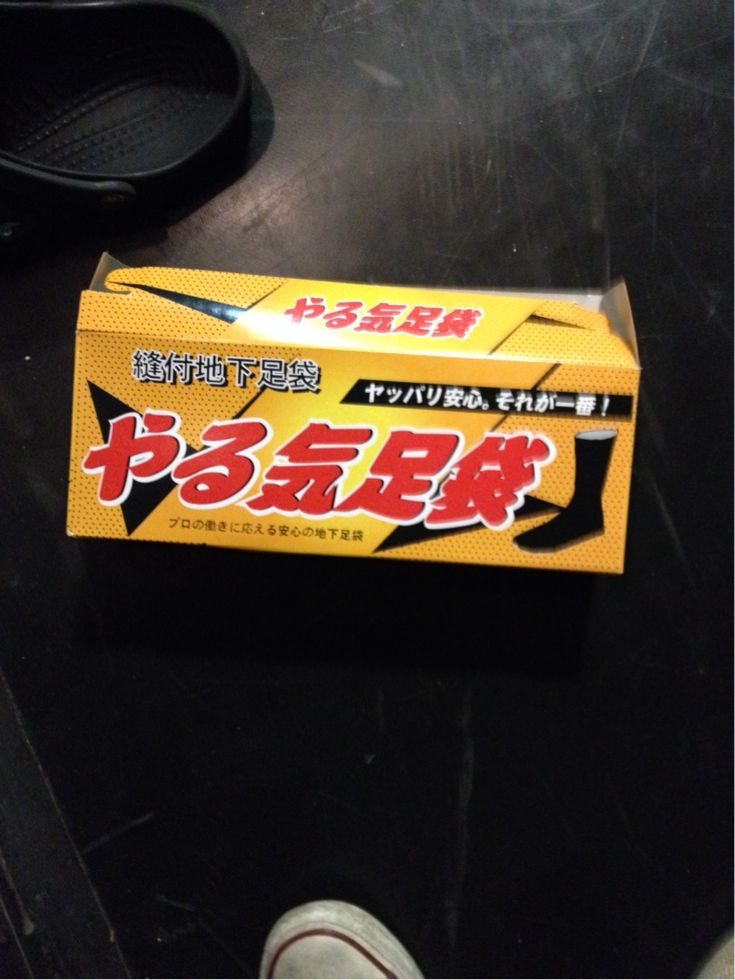 やる気足袋
縫付地下足袋
ヤッパリ安心。それが一番！
やる気足袋
プロの働きに応える安心の地下足袋